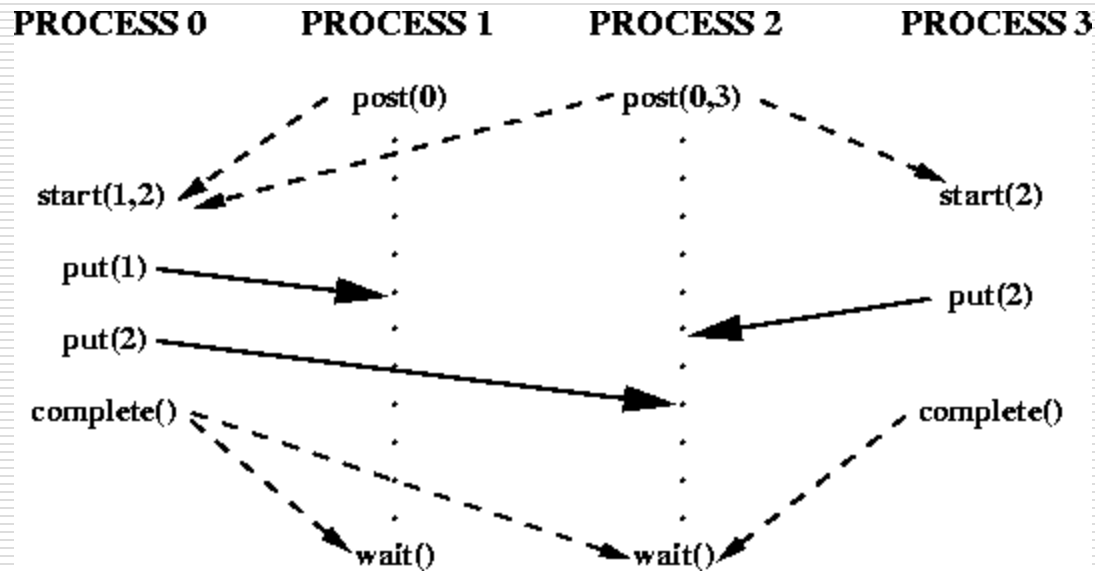 PROCESS 0 PROCESS 1 PROCESS 2 PROCESS 3
post(0) post(0,3)
start(1,2) start(2)
put(1)
put(2)
put(2)
complete() complete()
wait() wait()